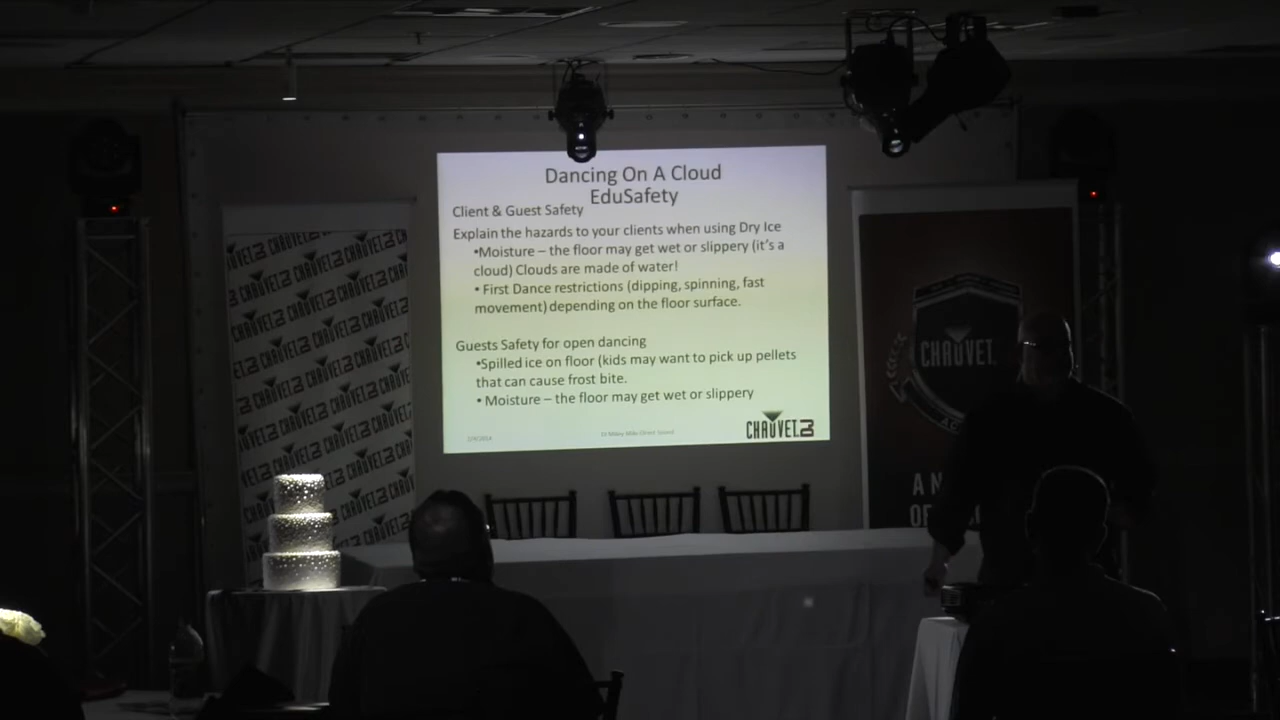 Dancing On A Cloud
EduSafety
Client & Guest Safety
Explain the hazards to your clients when using Dry Ice
•Moisture – the floor may get wet or slippery (it's a
cloud) Clouds are made of water!
• First Dance restrictions (dipping, spinning, fast
movement) depending on the floor surface.
Guests Safety for open dancing
•Spilled ice on floor (kids may want to pick up pellets
that can cause frost bite.
• Moisture – the floor may get wet or slippery
CHAUVET
CHAUVET
CHAUVET
A N
OF